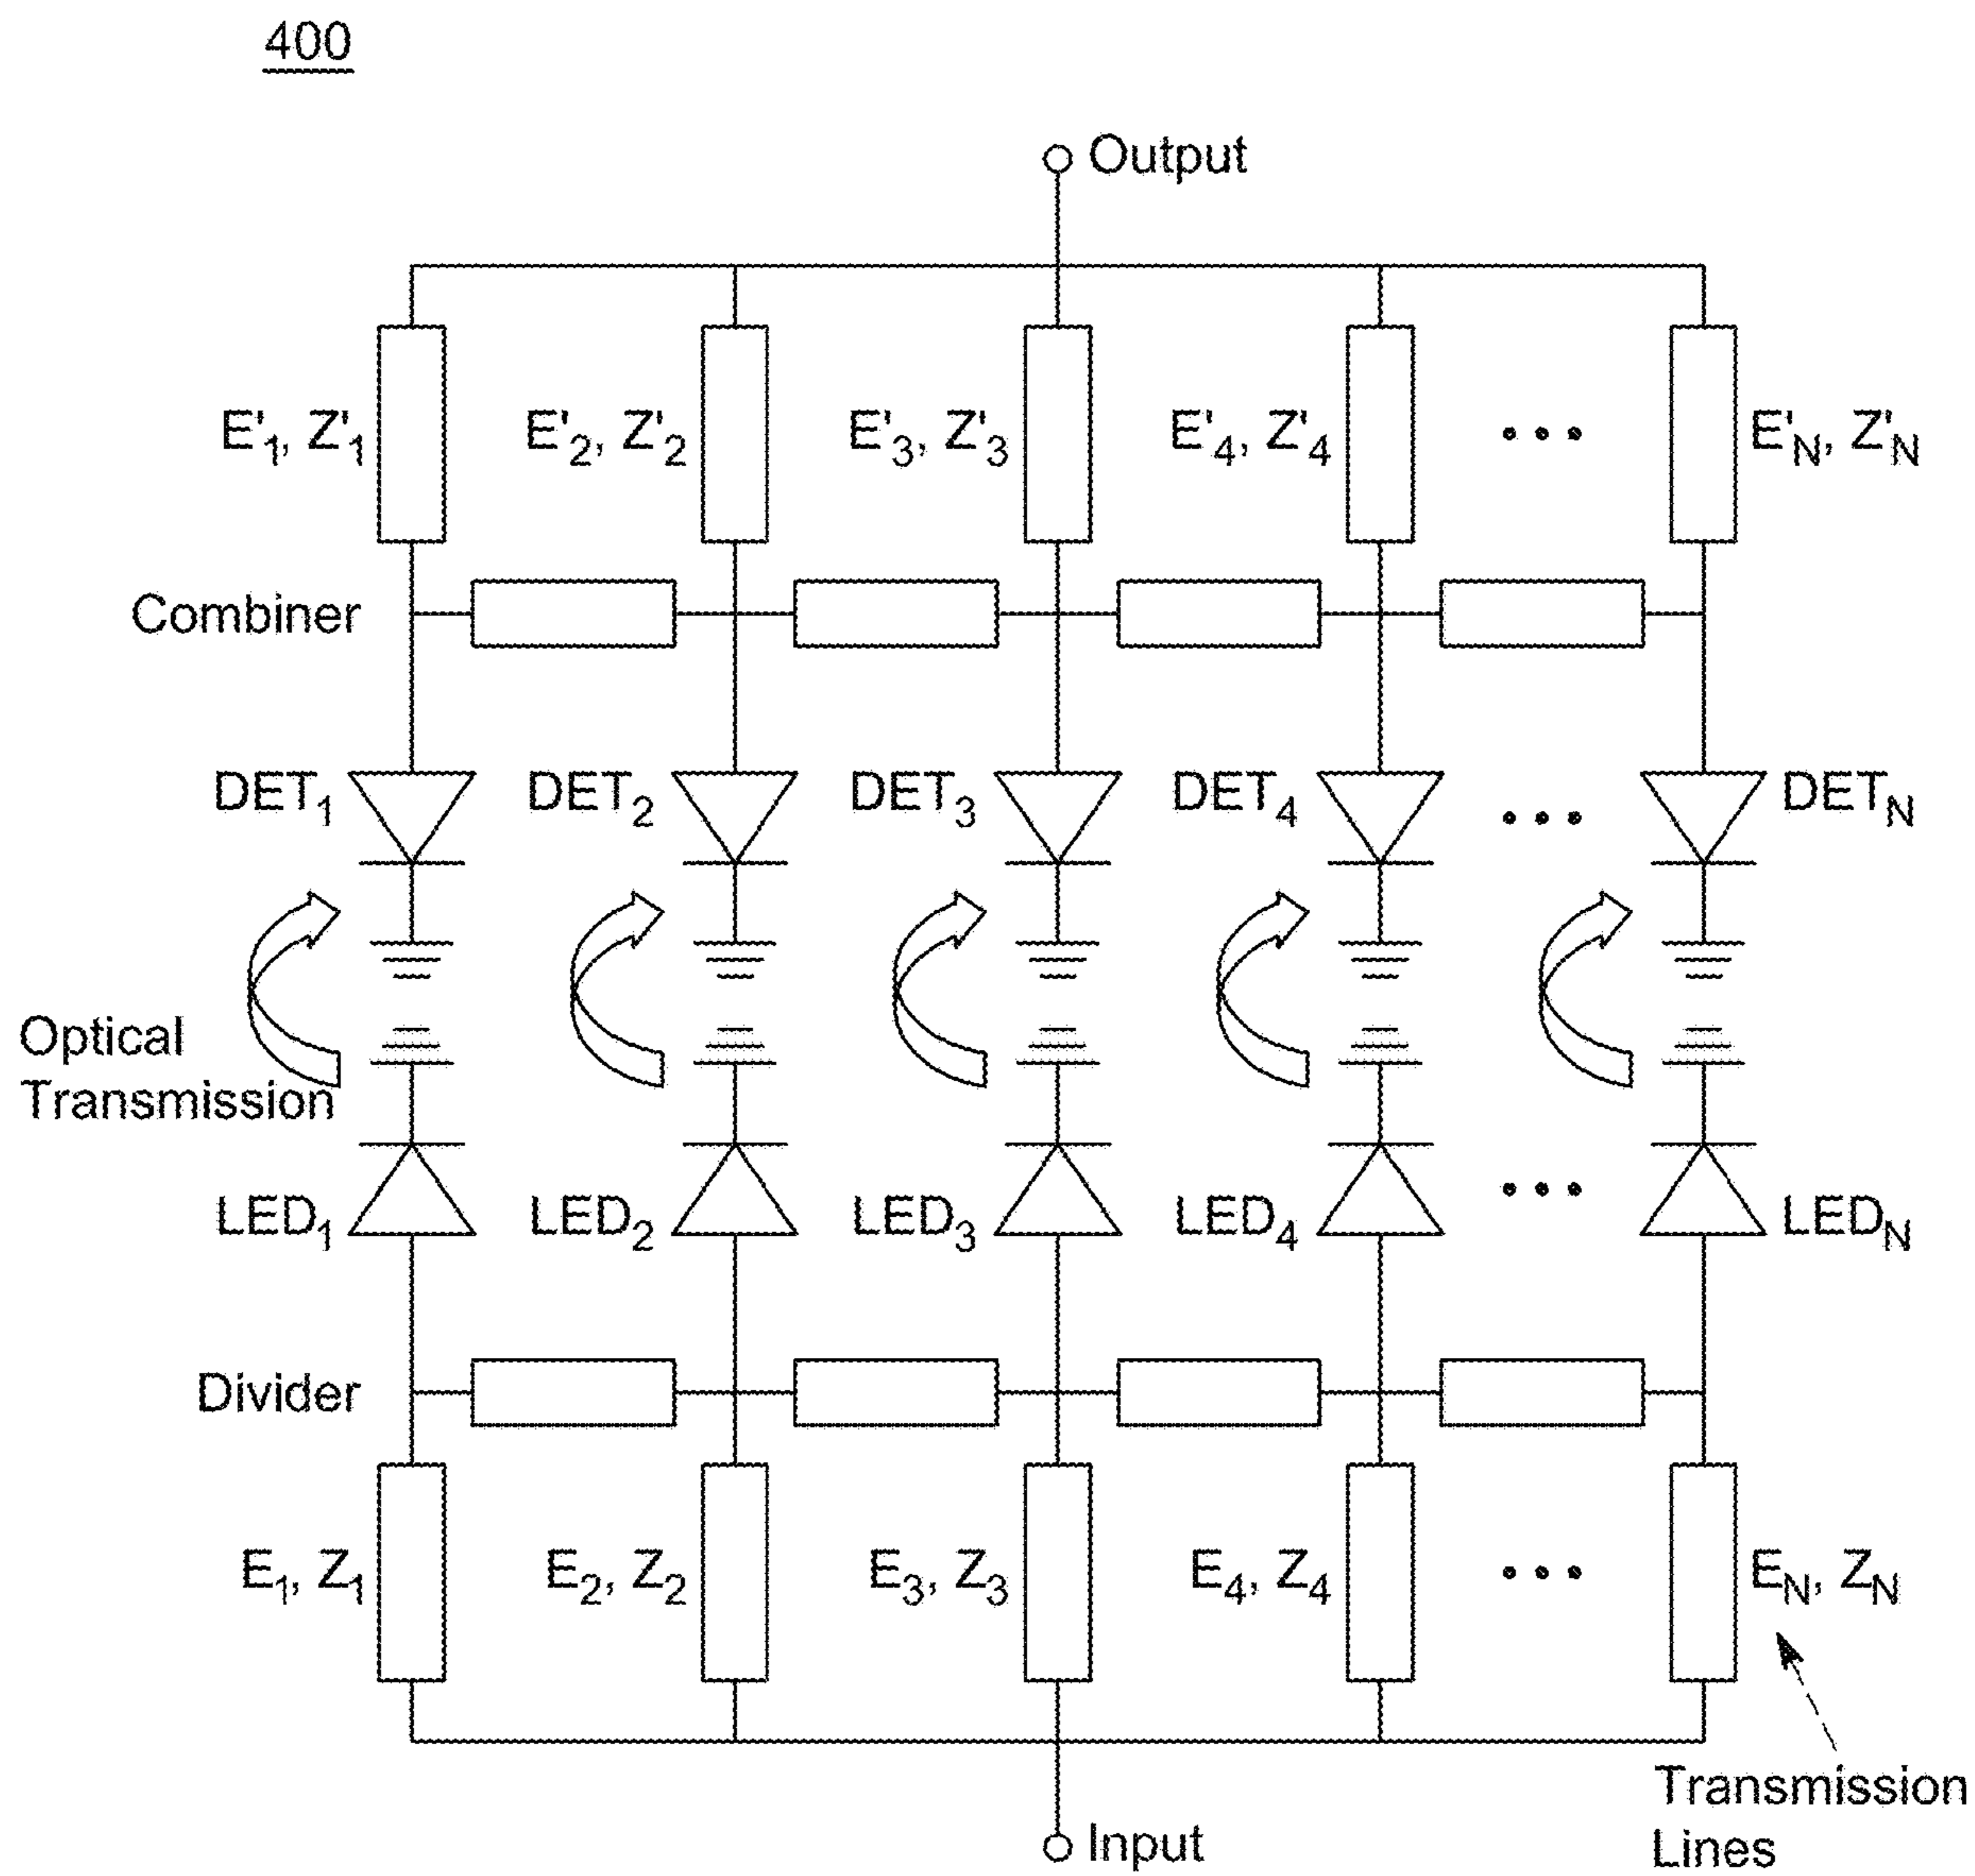 400
Output
E'₁, Z'₁ E'₂, Z'₂ E'₃, Z'₃ E'₄, Z'₄ ••• E'N, Z'N
Combiner
DET₁ DET₂ DET₃ DET₄ ••• DETN
Optical
Transmission
LED₁ LED₂ LED₃ LED₄ ••• LEDN
Divider
E₁, Z₁ E₂, Z₂ E₃, Z₃ E₄, Z₄ ••• EN, ZN
Transmission
Lines
Input